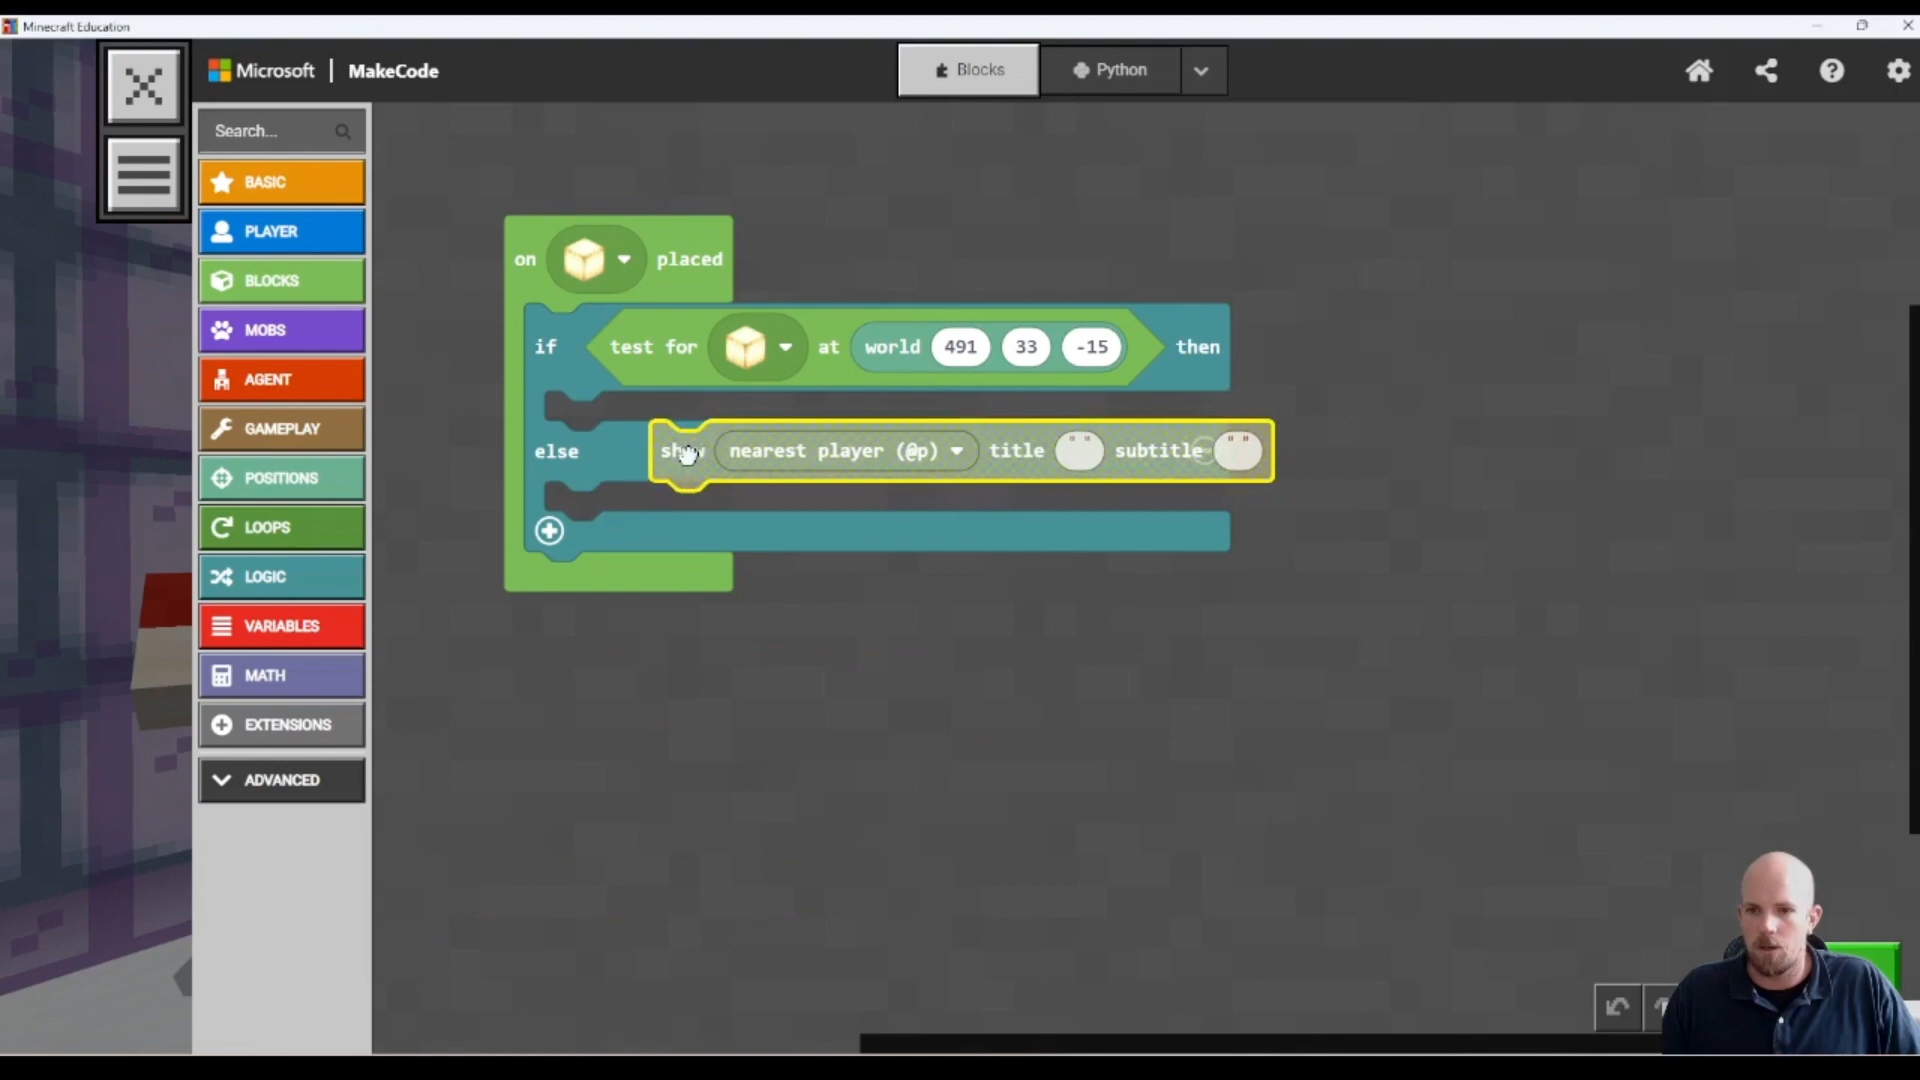 Minecraft Education
Microsoft | MakeCode
Blocks
Python
Search...
BASIC
PLAYER
BLOCKS
MOBS
AGENT
GAMEPLAY
POSITIONS
LOOPS
LOGIC
VARIABLES
MATH
EXTENSIONS
ADVANCED
on placed
if test for at world 491 33 -15 then
else
show nearest player (@p) title " " subtitle " "